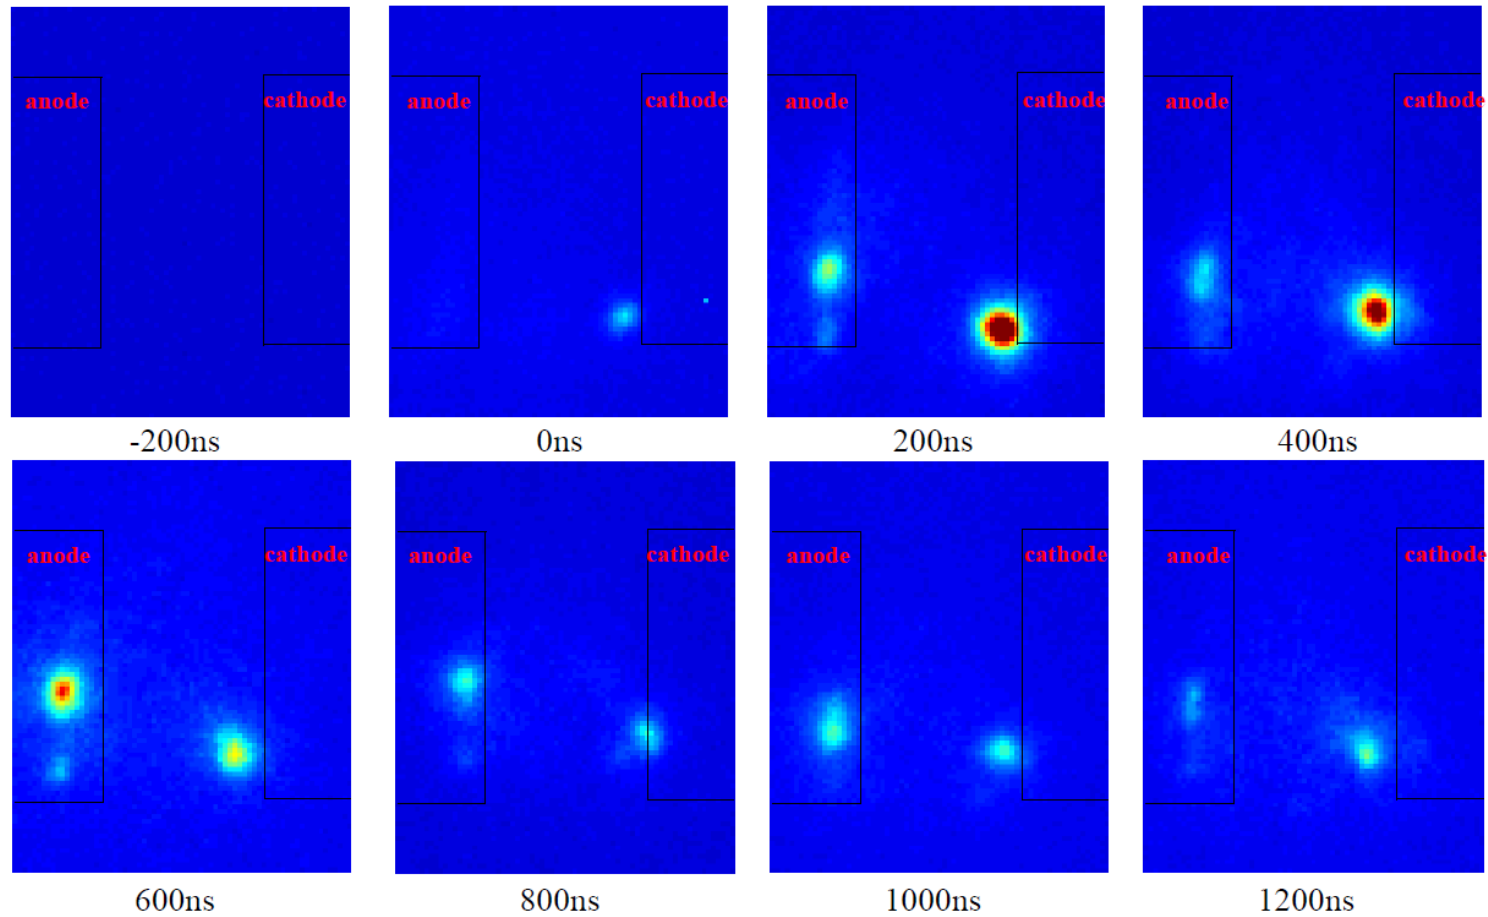 anode cathode
anode cathode
anode cathode
anode cathode
-200ns
0ns
200ns
400ns
anode cathode
anode cathode
anode cathode
anode cathode
600ns
800ns
1000ns
1200ns